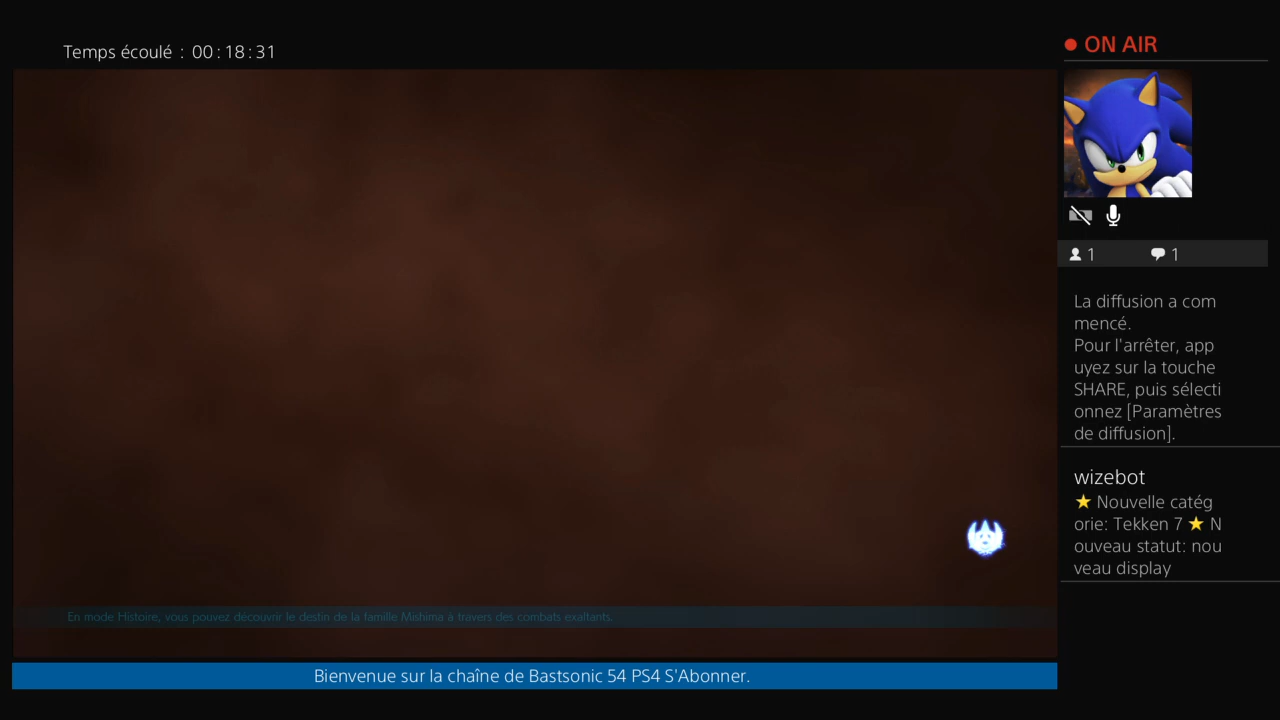 Temps écoulé : 00:18:31
ON AIR
1
1
La diffusion a com
mencé.
Pour l'arrêter, app
uyez sur la touche
SHARE, puis sélecti
onnez [Paramètres
de diffusion].
wizebot
⭐ Nouvelle catég
orie: Tekken 7 ⭐ N
ouveau statut: nou
veau display
En mode Histoire, vous pouvez découvrir le destin de la famille Mishima à travers des combats exaltants.
Bienvenue sur la chaîne de Bastsonic 54 PS4 S'Abonner.